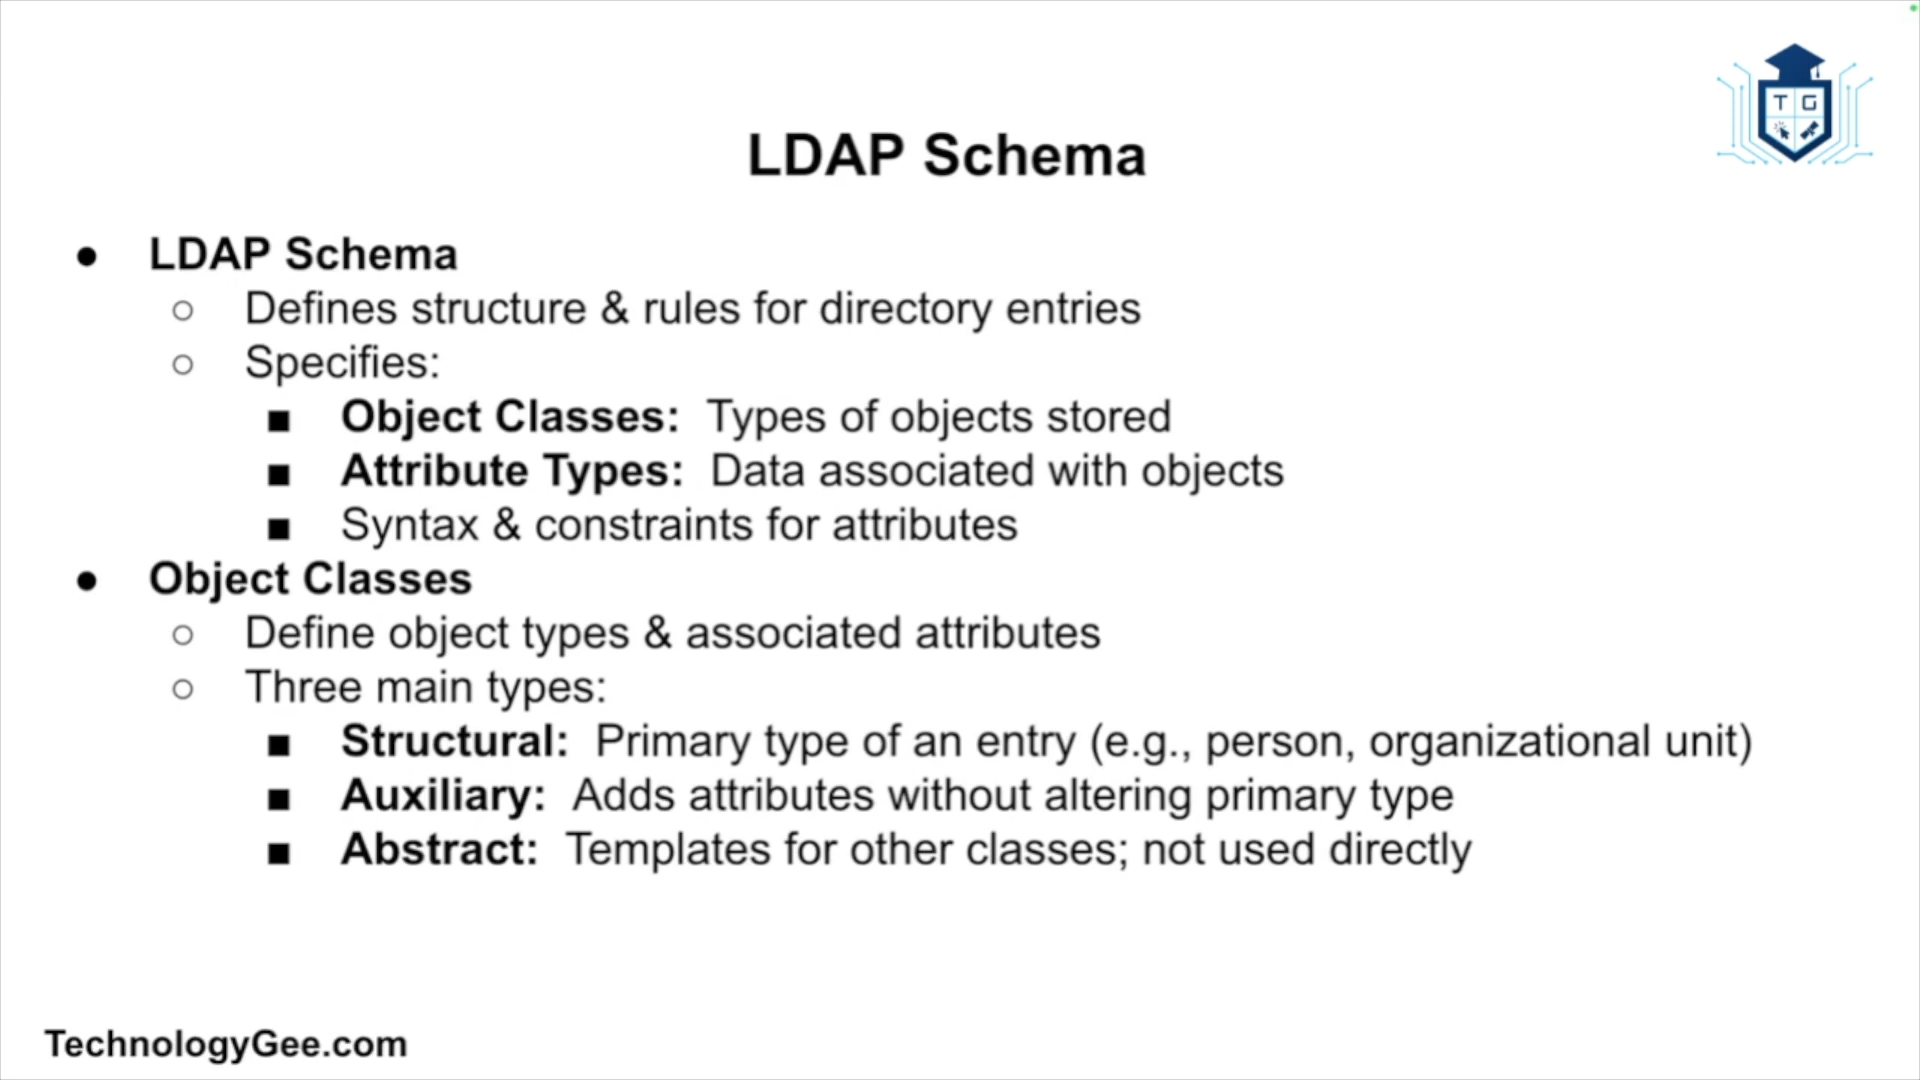 T G
LDAP Schema
● LDAP Schema
○ Defines structure & rules for directory entries
○ Specifies:
■ Object Classes: Types of objects stored
■ Attribute Types: Data associated with objects
■ Syntax & constraints for attributes
● Object Classes
○ Define object types & associated attributes
○ Three main types:
■ Structural: Primary type of an entry (e.g., person, organizational unit)
■ Auxiliary: Adds attributes without altering primary type
■ Abstract: Templates for other classes; not used directly
TechnologyGee.com